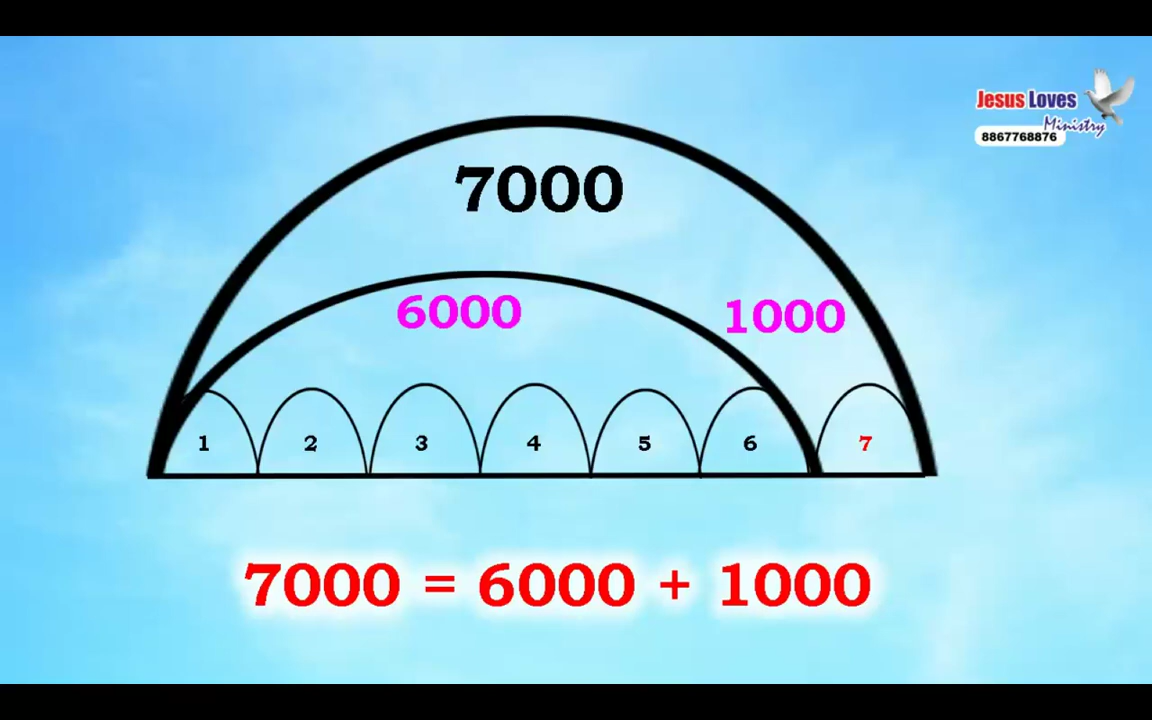 Jesus Loves
Ministry
8867768876
7000
6000
1000
1 2 3 4 5 6 7
7000 = 6000 + 1000